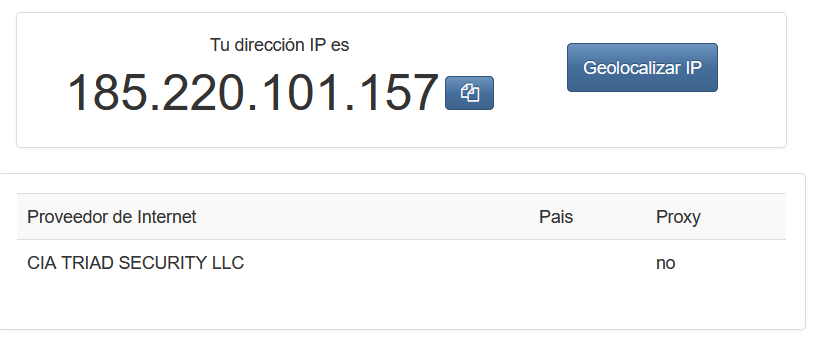 Tu dirección IP es
185.220.101.157
Geolocalizar IP
Proveedor de Internet Pais Proxy
CIA TRIAD SECURITY LLC no